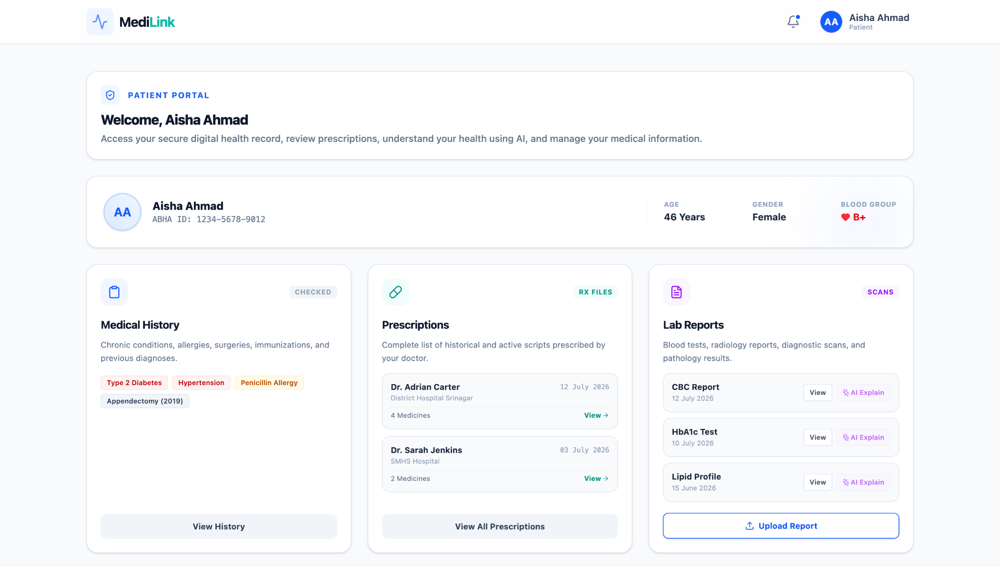 MediLink
AA
Aisha Ahmad
Patient
PATIENT PORTAL
Welcome, Aisha Ahmad
Access your secure digital health record, review prescriptions, understand your health using AI, and manage your medical information.
AA
Aisha Ahmad
ABHA ID: 1234-5678-9012
AGE
46 Years
GENDER
Female
BLOOD GROUP
B+
CHECKED
Medical History
Chronic conditions, allergies, surgeries, immunizations, and
previous diagnoses.
Type 2 Diabetes Hypertension Penicillin Allergy
Appendectomy (2019)
View History
RX FILES
Prescriptions
Complete list of historical and active scripts prescribed by
your doctor.
Dr. Adrian Carter 12 July 2026
District Hospital Srinagar
4 Medicines View →
Dr. Sarah Jenkins 03 July 2026
SMHS Hospital
2 Medicines View →
View All Prescriptions
SCANS
Lab Reports
Blood tests, radiology reports, diagnostic scans, and
pathology results.
CBC Report
12 July 2026
View AI Explain
HbA1c Test
10 July 2026
View AI Explain
Lipid Profile
15 June 2026
View AI Explain
Upload Report